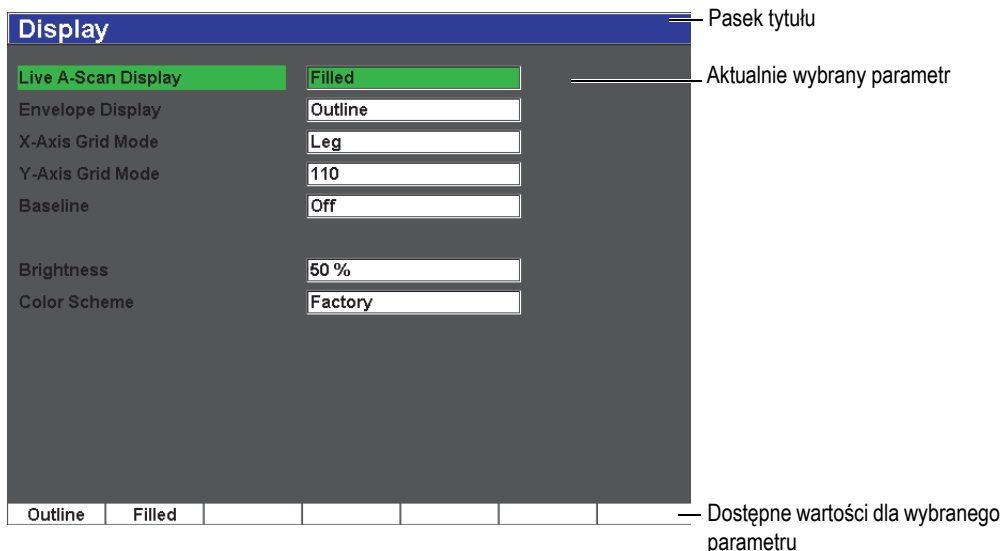 Display
Pasek tytułu
Live A-Scan Display Filled
Aktualnie wybrany parametr
Envelope Display Outline
X-Axis Grid Mode Leg
Y-Axis Grid Mode 110
Baseline Off
Brightness 50 %
Color Scheme Factory
Outline Filled
Dostępne wartości dla wybranego
parametru